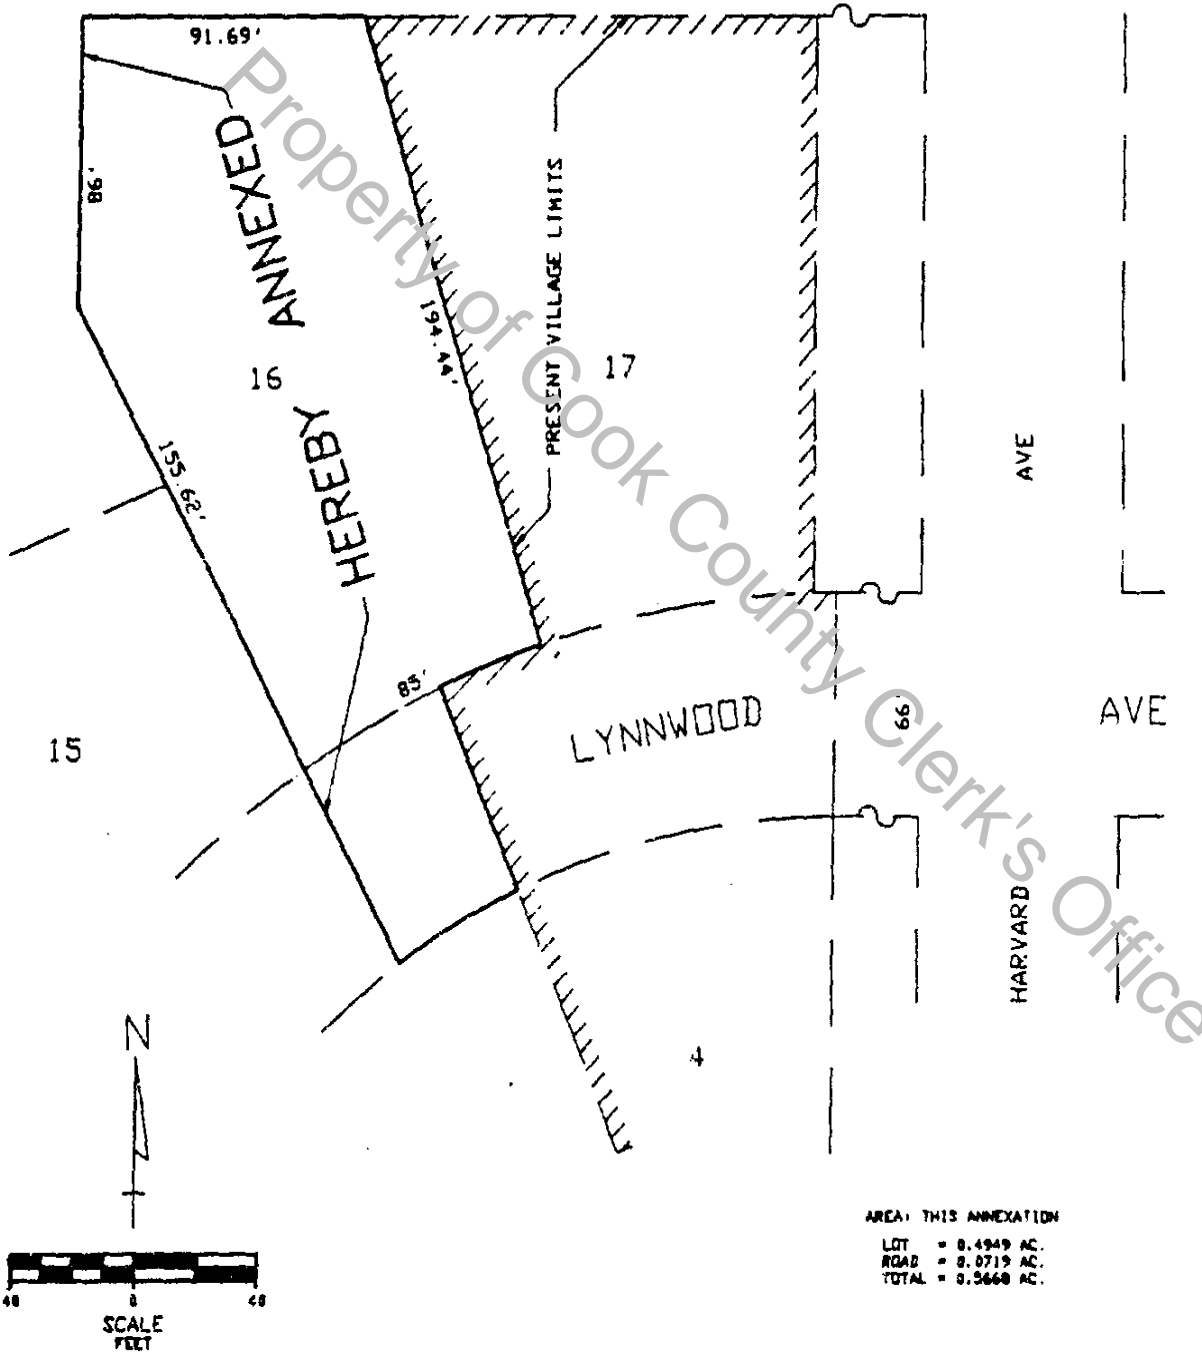 91.69'
86'
HEREBY ANNEXED
16
194.44'
PRESENT VILLAGE LIMITS
17
155.62'
85'
15
LYNNWOOD AVE
66'
HARVARD AVE
4
N
40 0 40
SCALE
FEET
AREA: THIS ANNEXATION
LOT = 0.4949 AC.
ROAD = 0.0719 AC.
TOTAL = 0.5668 AC.
Property of Cook County Clerk's Office